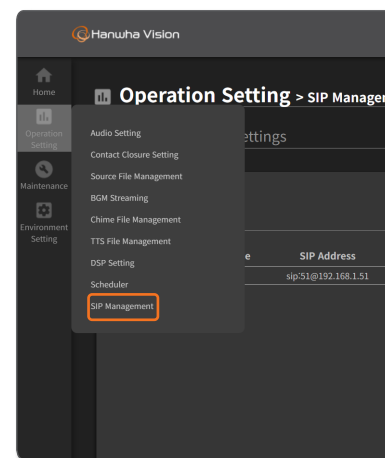 Hanwha Vision
Home
Operation Setting > SIP Manager
Operation
Setting
ettings
Audio Setting
Contact Closure Setting
Source File Management
Maintenance
BGM Streaming
Chime File Management
Environment
Setting
TTS File Management
DSP Setting
e SIP Address
Scheduler
sip:51@192.168.1.51
SIP Management